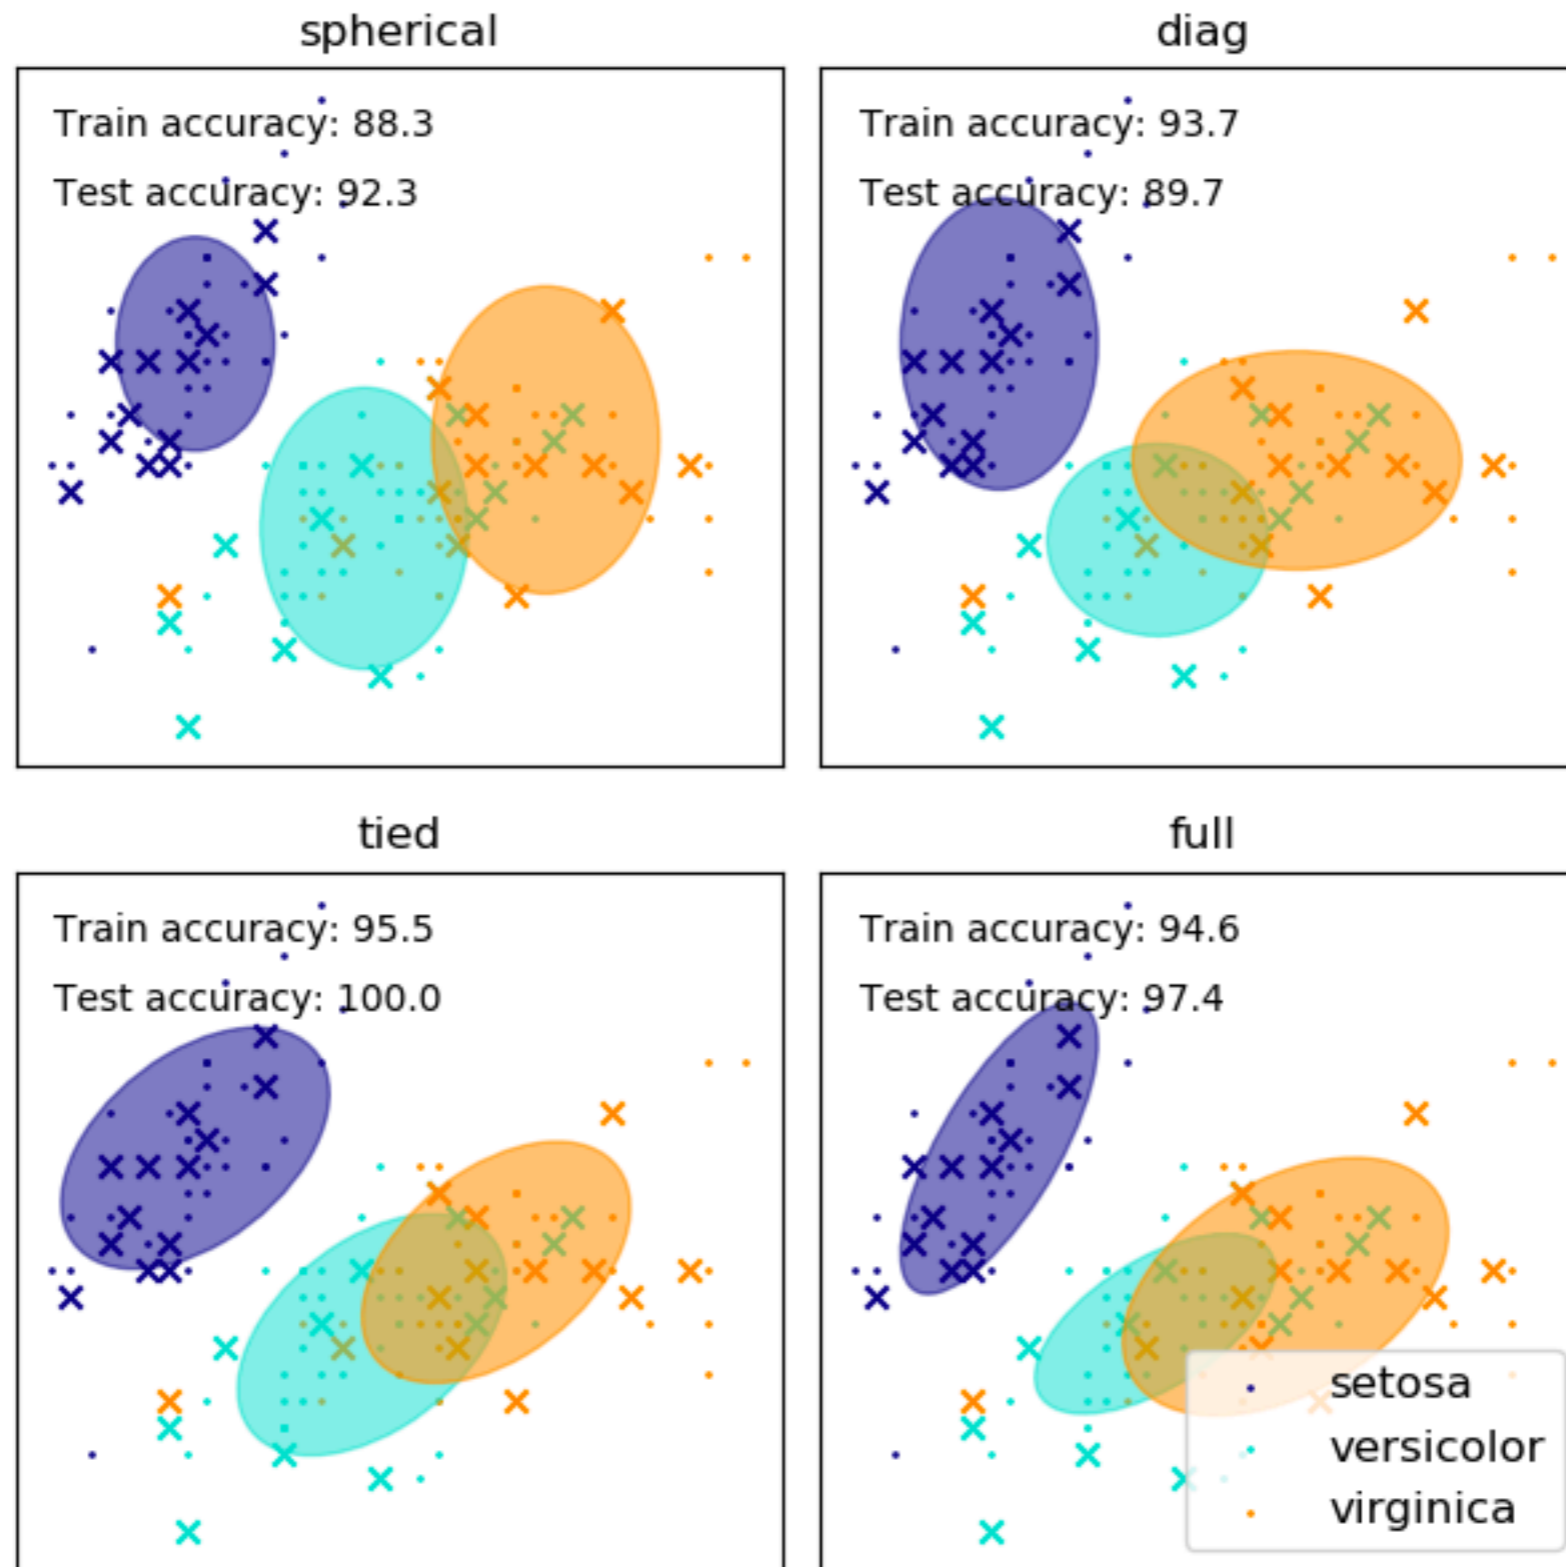 spherical
Train accuracy: 88.3
Test accuracy: 92.3
diag
Train accuracy: 93.7
Test accuracy: 89.7
tied
Train accuracy: 95.5
Test accuracy: 100.0
full
Train accuracy: 94.6
Test accuracy: 97.4
setosa
versicolor
virginica